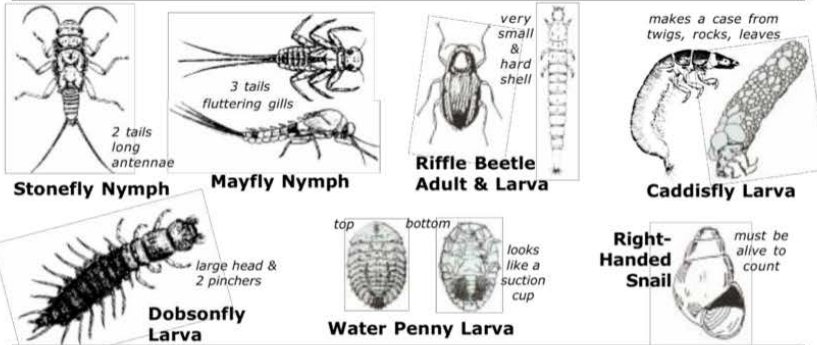 2 tails
long
antennae
Stonefly Nymph
3 tails
fluttering gills
Mayfly Nymph
very
small
&
hard
shell
Riffle Beetle
Adult & Larva
makes a case from
twigs, rocks, leaves
Caddisfly Larva
large head &
2 pinchers
Dobsonfly
Larva
top
bottom
looks
like a
suction
cup
Water Penny Larva
Right-
Handed
Snail
must be
alive to
count